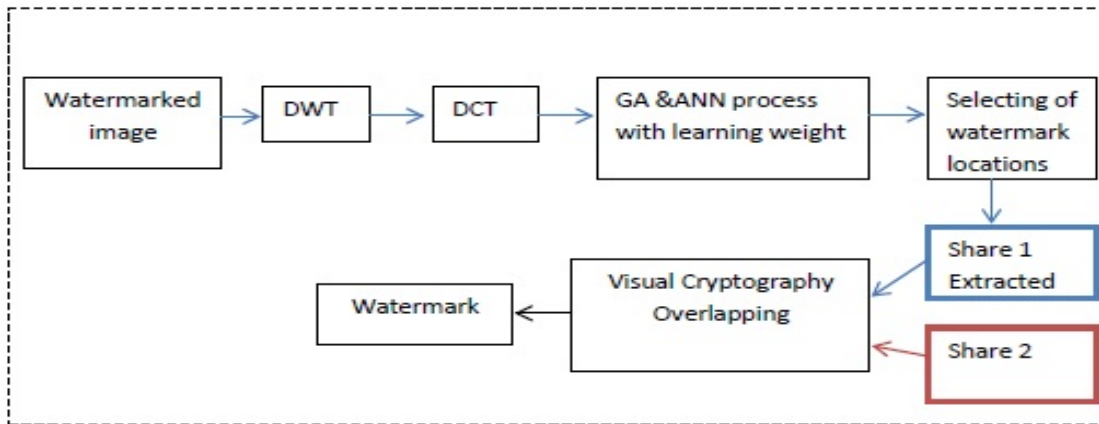 Watermarked
image
DWT
DCT
GA &ANN process
with learning weight
Selecting of
watermark
locations
Share 1
Extracted
Visual Cryptography
Overlapping
Watermark
Share 2